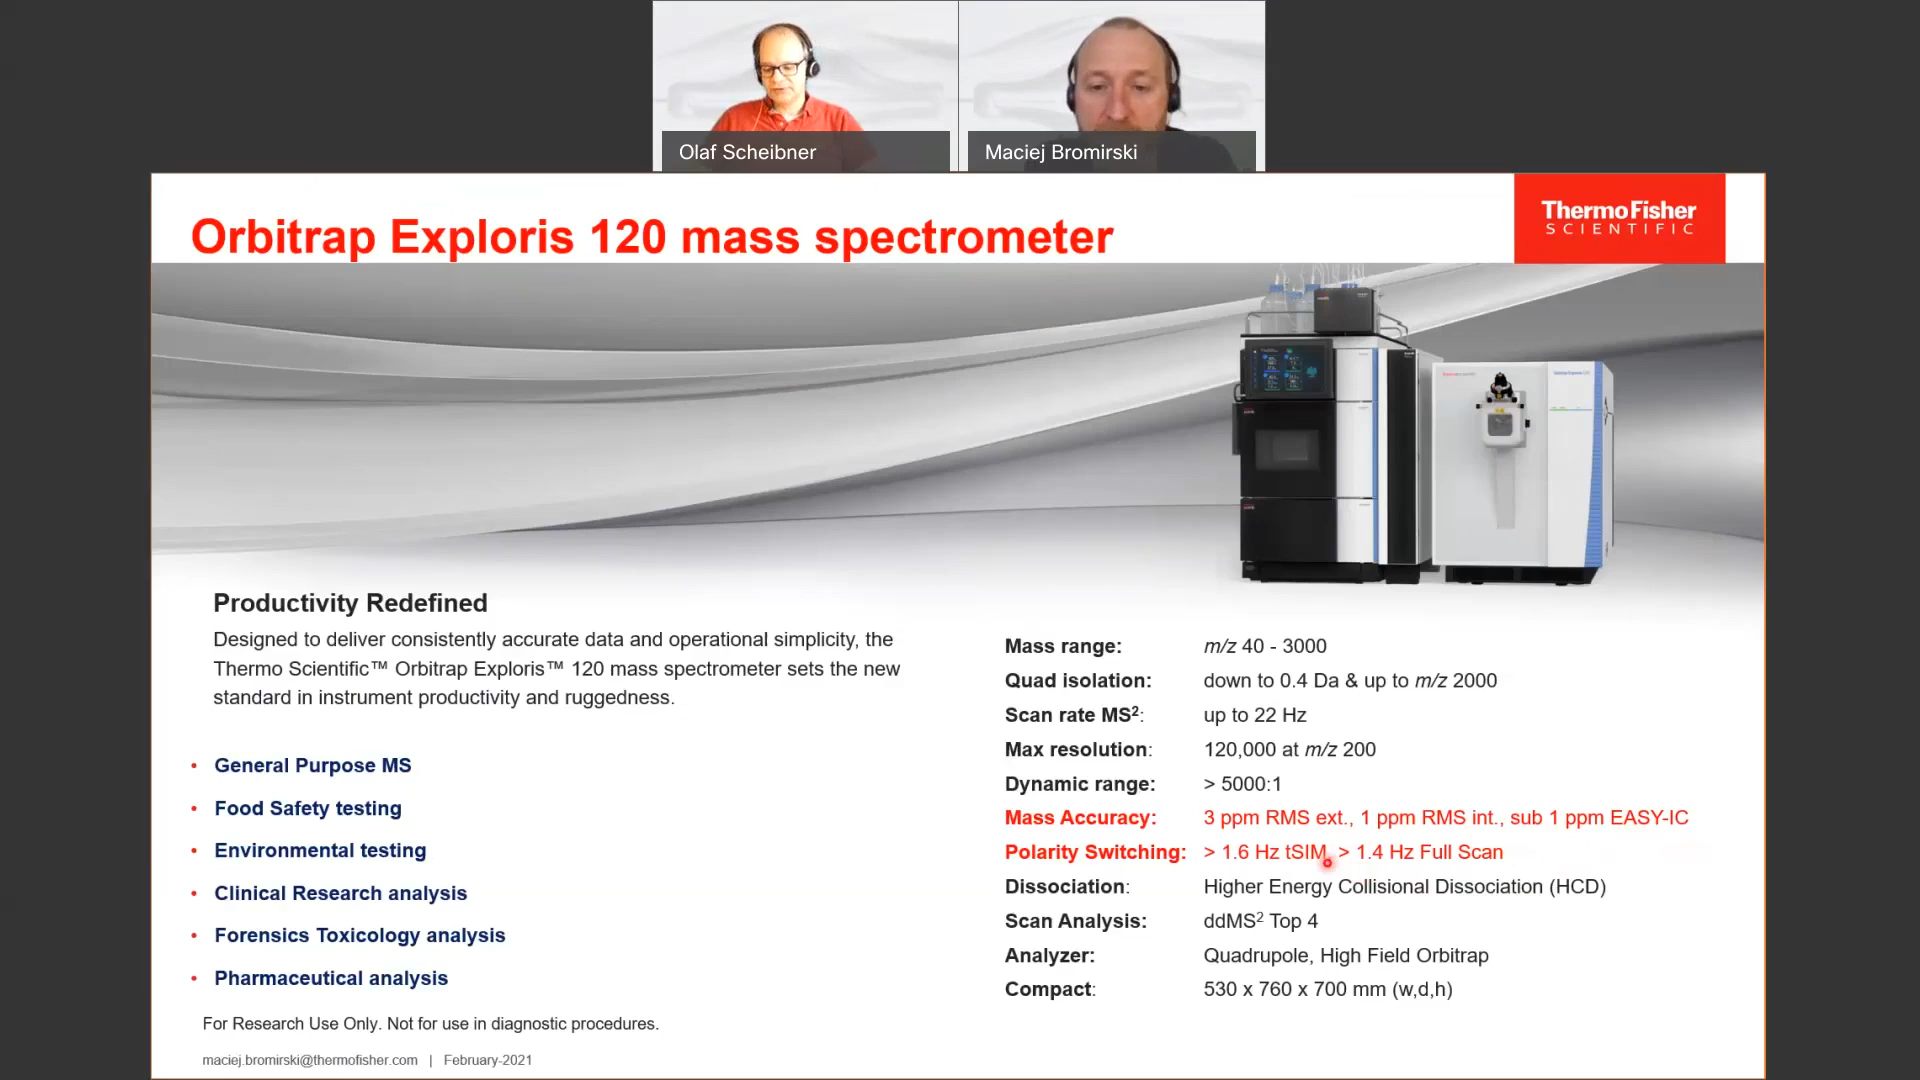 Olaf Scheibner
Maciej Bromirski
Orbitrap Exploris 120 mass spectrometer
ThermoFisher
SCIENTIFIC
Productivity Redefined
Designed to deliver consistently accurate data and operational simplicity, the
Thermo Scientific™ Orbitrap Exploris™ 120 mass spectrometer sets the new
standard in instrument productivity and ruggedness.
• General Purpose MS
• Food Safety testing
• Environmental testing
• Clinical Research analysis
• Forensics Toxicology analysis
• Pharmaceutical analysis
Mass range: m/z 40 - 3000
Quad isolation: down to 0.4 Da & up to m/z 2000
Scan rate MS²: up to 22 Hz
Max resolution: 120,000 at m/z 200
Dynamic range: > 5000:1
Mass Accuracy: 3 ppm RMS ext., 1 ppm RMS int., sub 1 ppm EASY-IC
Polarity Switching: > 1.6 Hz tSIM, > 1.4 Hz Full Scan
Dissociation: Higher Energy Collisional Dissociation (HCD)
Scan Analysis: ddMS² Top 4
Analyzer: Quadrupole, High Field Orbitrap
Compact: 530 x 760 x 700 mm (w,d,h)
For Research Use Only. Not for use in diagnostic procedures.
maciej.bromirski@thermofisher.com | February-2021